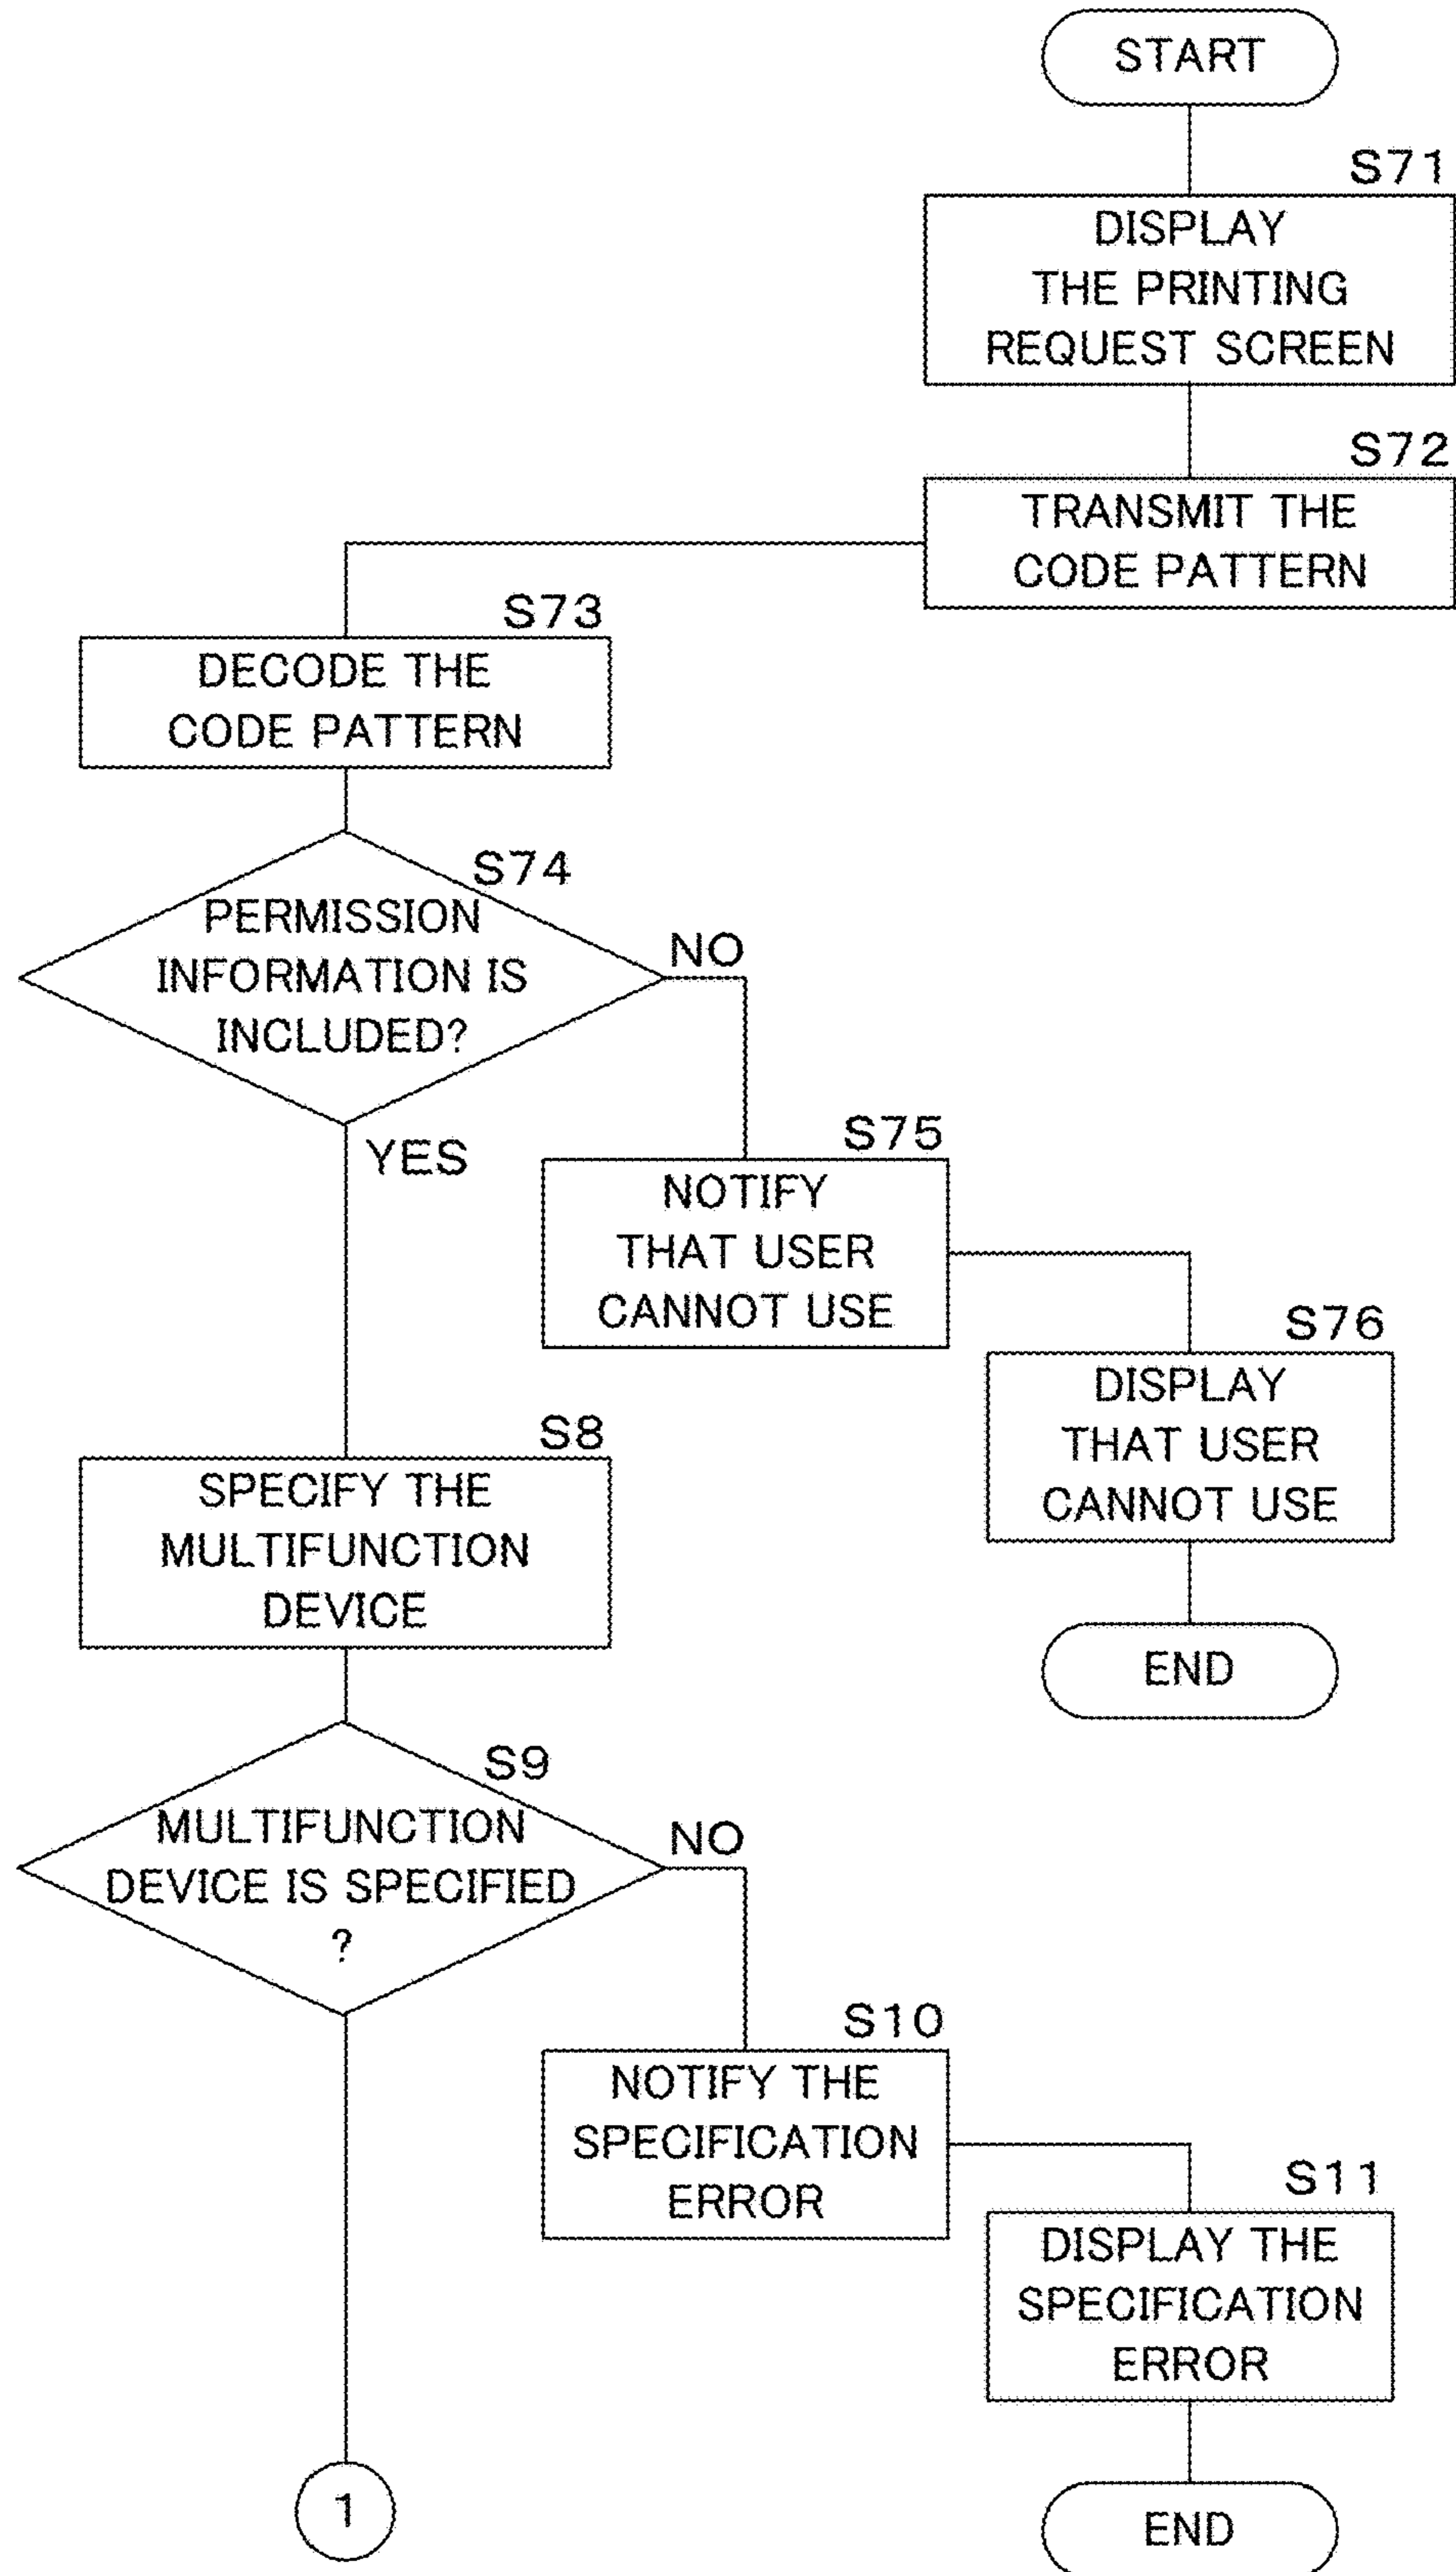 START
S71
DISPLAY
THE PRINTING
REQUEST SCREEN
S72
TRANSMIT THE
CODE PATTERN
S73
DECODE THE
CODE PATTERN
S74
PERMISSION
INFORMATION IS
INCLUDED?
NO
YES
S75
NOTIFY
THAT USER
CANNOT USE
S76
DISPLAY
THAT USER
CANNOT USE
END
S8
SPECIFY THE
MULTIFUNCTION
DEVICE
S9
MULTIFUNCTION
DEVICE IS SPECIFIED
?
NO
S10
NOTIFY THE
SPECIFICATION
ERROR
S11
DISPLAY THE
SPECIFICATION
ERROR
END
1